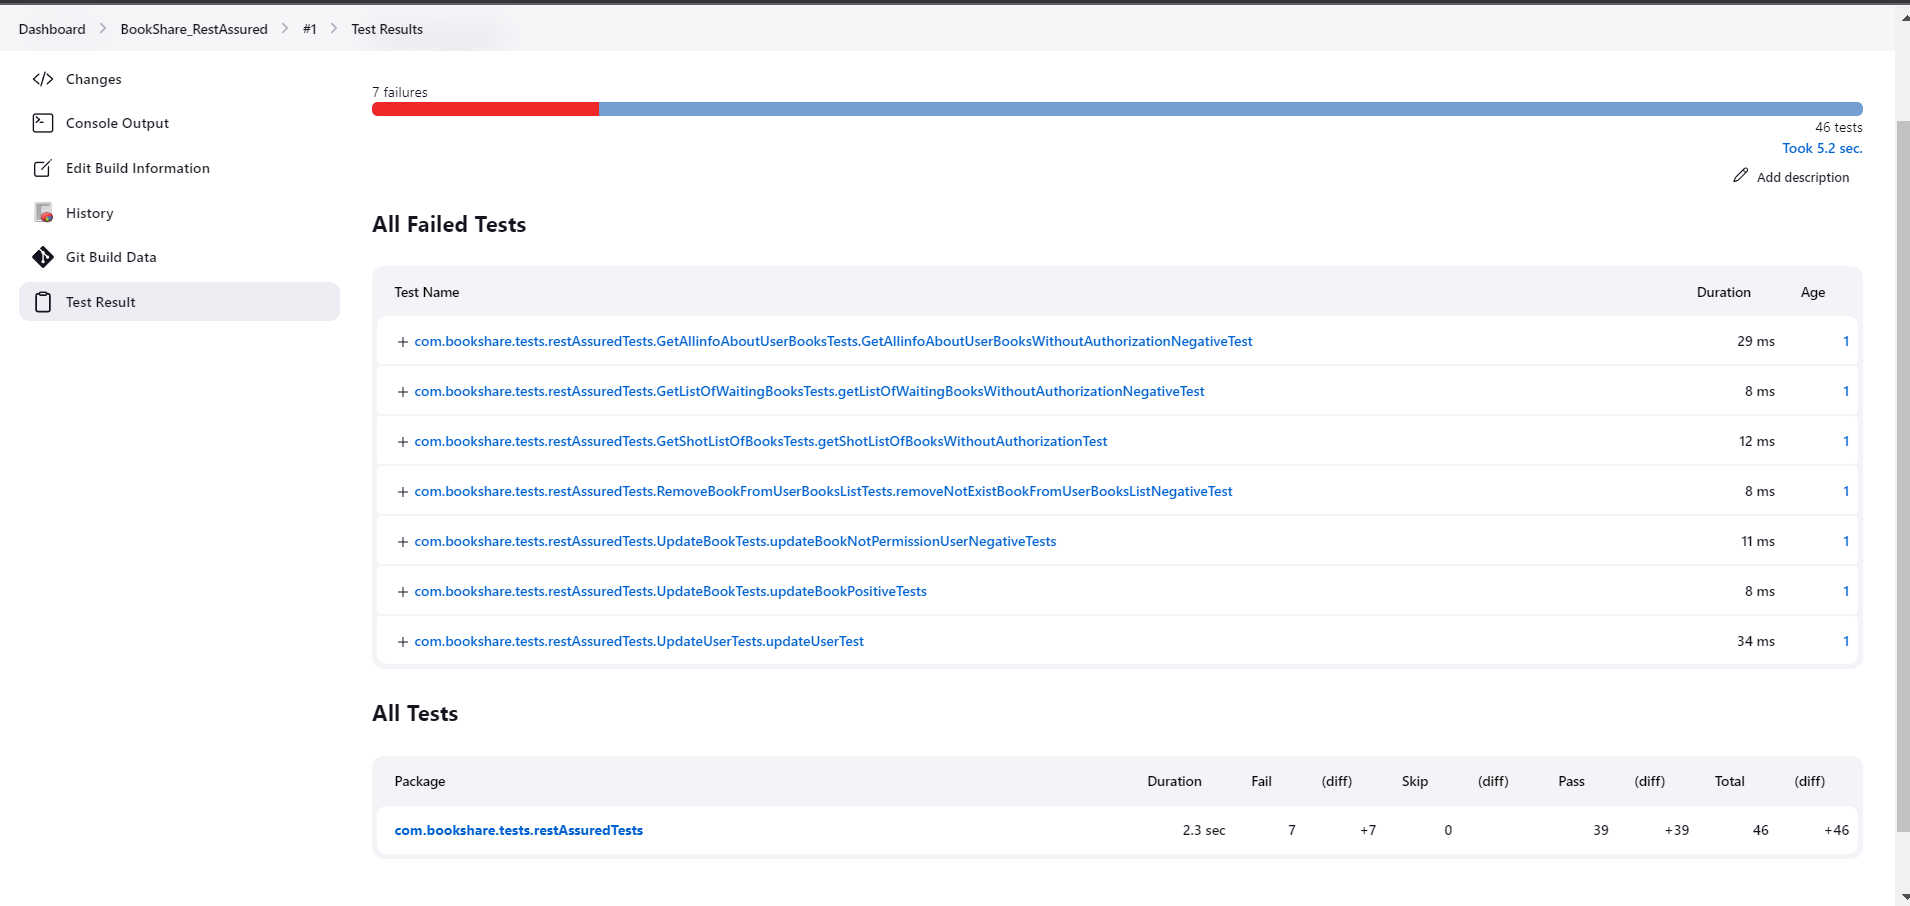 Dashboard > BookShare_RestAssured > #1 > Test Results
Changes
Console Output
Edit Build Information
History
Git Build Data
Test Result
7 failures
46 tests
Took 5.2 sec.
Add description
All Failed Tests
Test Name Duration Age
+ com.bookshare.tests.restAssuredTests.GetAllinfoAboutUserBooksTests.GetAllinfoAboutUserBooksWithoutAuthorizationNegativeTest 29 ms 1
+ com.bookshare.tests.restAssuredTests.GetListOfWaitingBooksTests.getListOfWaitingBooksWithoutAuthorizationNegativeTest 8 ms 1
+ com.bookshare.tests.restAssuredTests.GetShotListOfBooksTests.getShotListOfBooksWithoutAuthorizationTest 12 ms 1
+ com.bookshare.tests.restAssuredTests.RemoveBookFromUserBooksListTests.removeNotExistBookFromUserBooksListNegativeTest 8 ms 1
+ com.bookshare.tests.restAssuredTests.UpdateBookTests.updateBookNotPermissionUserNegativeTests 11 ms 1
+ com.bookshare.tests.restAssuredTests.UpdateBookTests.updateBookPositiveTests 8 ms 1
+ com.bookshare.tests.restAssuredTests.UpdateUserTests.updateUserTest 34 ms 1
All Tests
Package Duration Fail (diff) Skip (diff) Pass (diff) Total (diff)
com.bookshare.tests.restAssuredTests 2.3 sec 7 +7 0 39 +39 46 +46